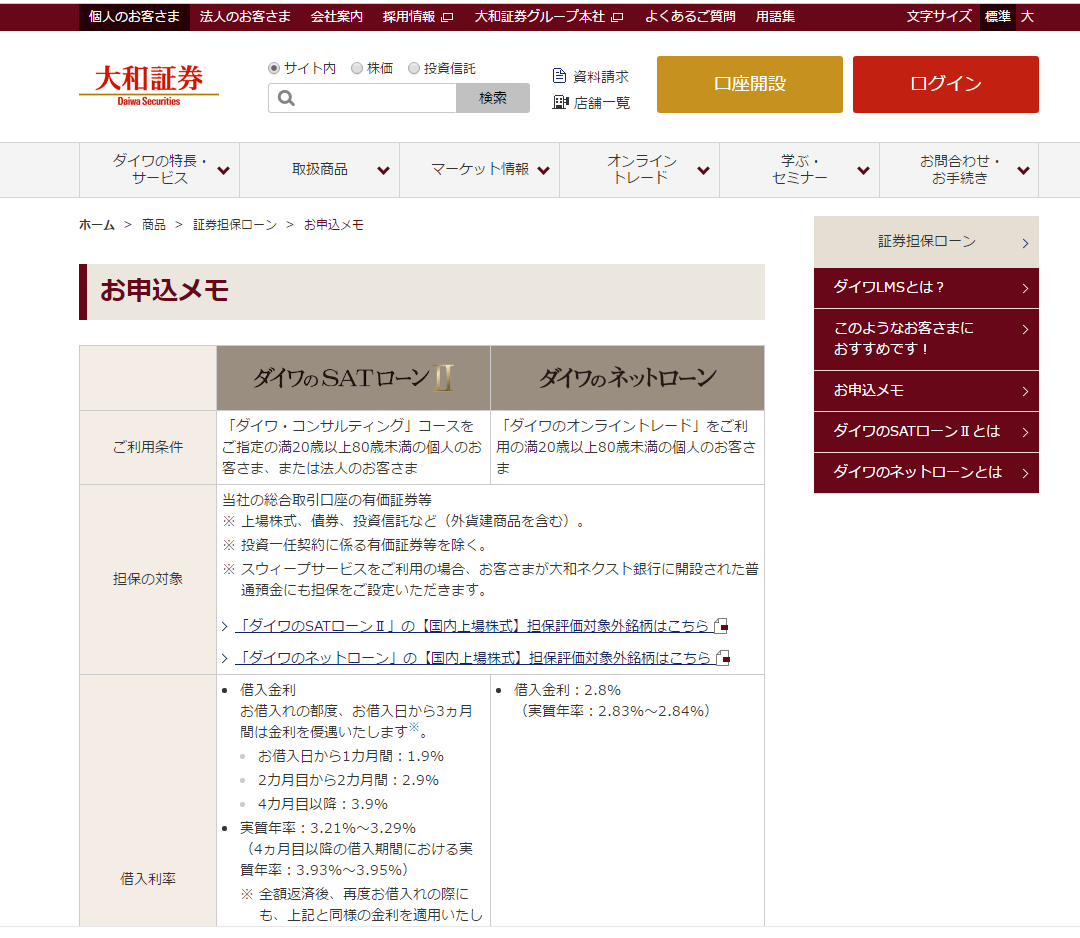 個人のお客さま 法人のお客さま 会社案内 採用情報 大和証券グループ本社 よくあるご質問 用語集 文字サイズ 標準 大
大和証券
Daiwa Securities
サイト内 株価 投資信託
検索
資料請求
店舗一覧
口座開設
ログイン
ダイワの特長・
サービス
取扱商品
マーケット情報
オンライン
トレード
学ぶ・
セミナー
お問合わせ・
お手続き
ホーム > 商品 > 証券担保ローン > お申込メモ
お申込メモ
ダイワのSATローンⅡ
ダイワのネットローン
ご利用条件
「ダイワ・コンサルティング」コースを
ご指定の満20歳以上80歳未満の個人のお
客さま、または法人のお客さま
「ダイワのオンライントレード」をご利
用の満20歳以上80歳未満の個人のお客さ
ま
担保の対象
当社の総合取引口座の有価証券等
※ 上場株式、債券、投資信託など（外貨建商品を含む）。
※ 投資一任契約に係る有価証券等を除く。
※ スウィープサービスをご利用の場合、お客さまが大和ネクスト銀行に開設された普
通預金にも担保をご設定いただきます。
「ダイワのSATローンⅡ」の【国内上場株式】担保評価対象外銘柄はこちら
「ダイワのネットローン」の【国内上場株式】担保評価対象外銘柄はこちら
借入利率
• 借入金利
お借入れの都度、お借入日から3ヵ月
間は金利を優遇いたします※。
お借入日から1カ月間：1.9%
2カ月目から2カ月間：2.9%
4カ月目以降：3.9%
• 実質年率：3.21%～3.29%
（4ヵ月目以降の借入期間における実
質年率：3.93%～3.95%）
※ 全額返済後、再度お借入れの際に
も、上記と同様の金利を適用いたし
• 借入金利：2.8%
（実質年率：2.83%～2.84%）
証券担保ローン
ダイワLMSとは？
このようなお客さまに
おすすめです！
お申込メモ
ダイワのSATローンⅡとは
ダイワのネットローンとは